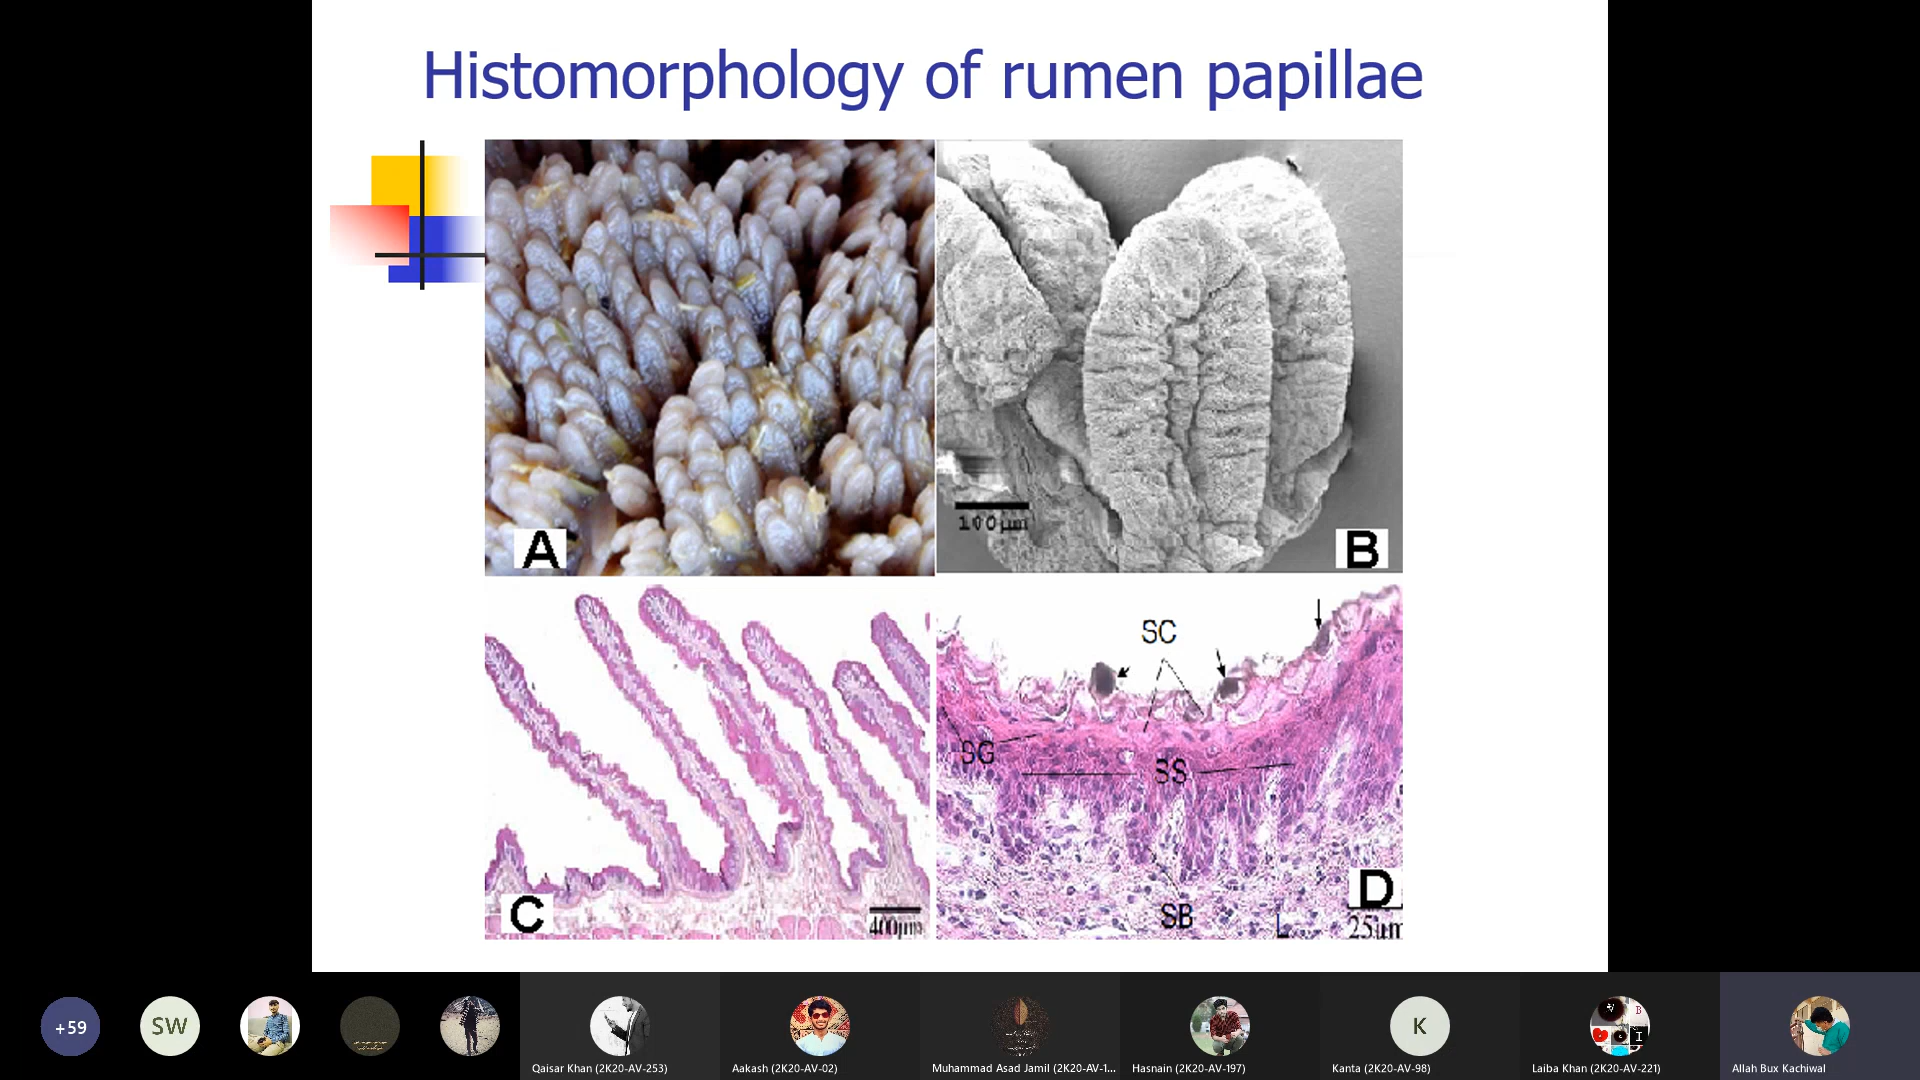 Histomorphology of rumen papillae
A
100µm
B
SC
SG
SS
SB
L
D
25µm
C
400µm
+59
SW
K
B
I
Qaisar Khan (2K20-AV-253)
Aakash (2K20-AV-02)
Muhammad Asad Jamil (2K20-AV-1...
Hasnain (2K20-AV-197)
Kanta (2K20-AV-98)
Laiba Khan (2K20-AV-221)
Allah Bux Kachiwal